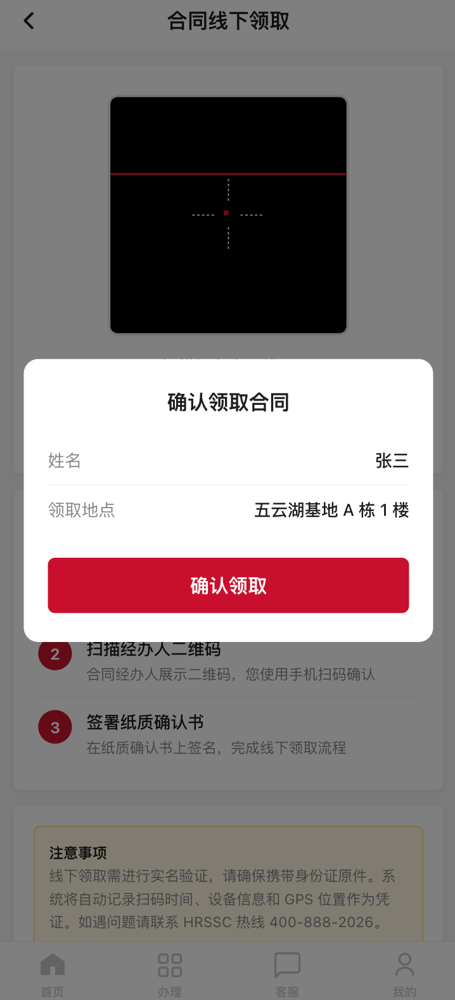 合同线下领取
确认领取合同
姓名 张三
领取地点 五云湖基地 A 栋 1 楼
确认领取
2 扫描经办人二维码
合同经办人展示二维码，您使用手机扫码确认
3 签署纸质确认书
在纸质确认书上签名，完成线下领取流程
注意事项
线下领取需进行实名验证，请确保携带身份证原件。系
统将自动记录扫码时间、设备信息和 GPS 位置作为凭
证。如遇问题请联系 HRSSC 热线 400-888-2026。
首页 办理 客服 我的